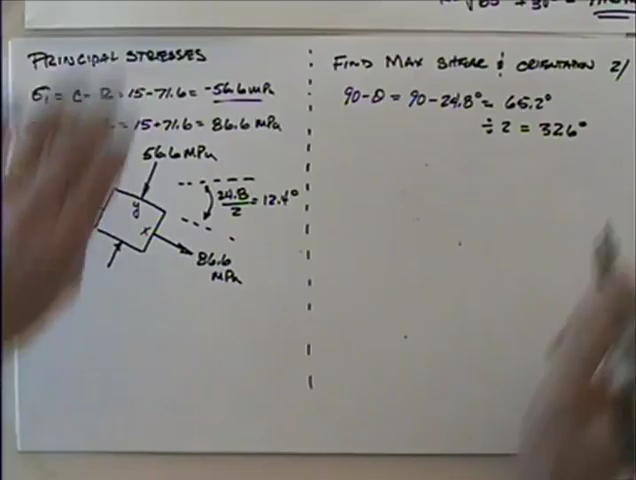 PRINCIPAL STRESSES
σ₁ = C - R = 15 - 71.6 = -56.6 MPa
= 15 + 71.6 = 86.6 MPa
56.6 MPa
y
x
24.8/2 = 12.4°
86.6
MPa
FIND MAX SHEAR & ORIENTATION 2/
90 - θ = 90 - 24.8° = 65.2°
÷ 2 = 326°